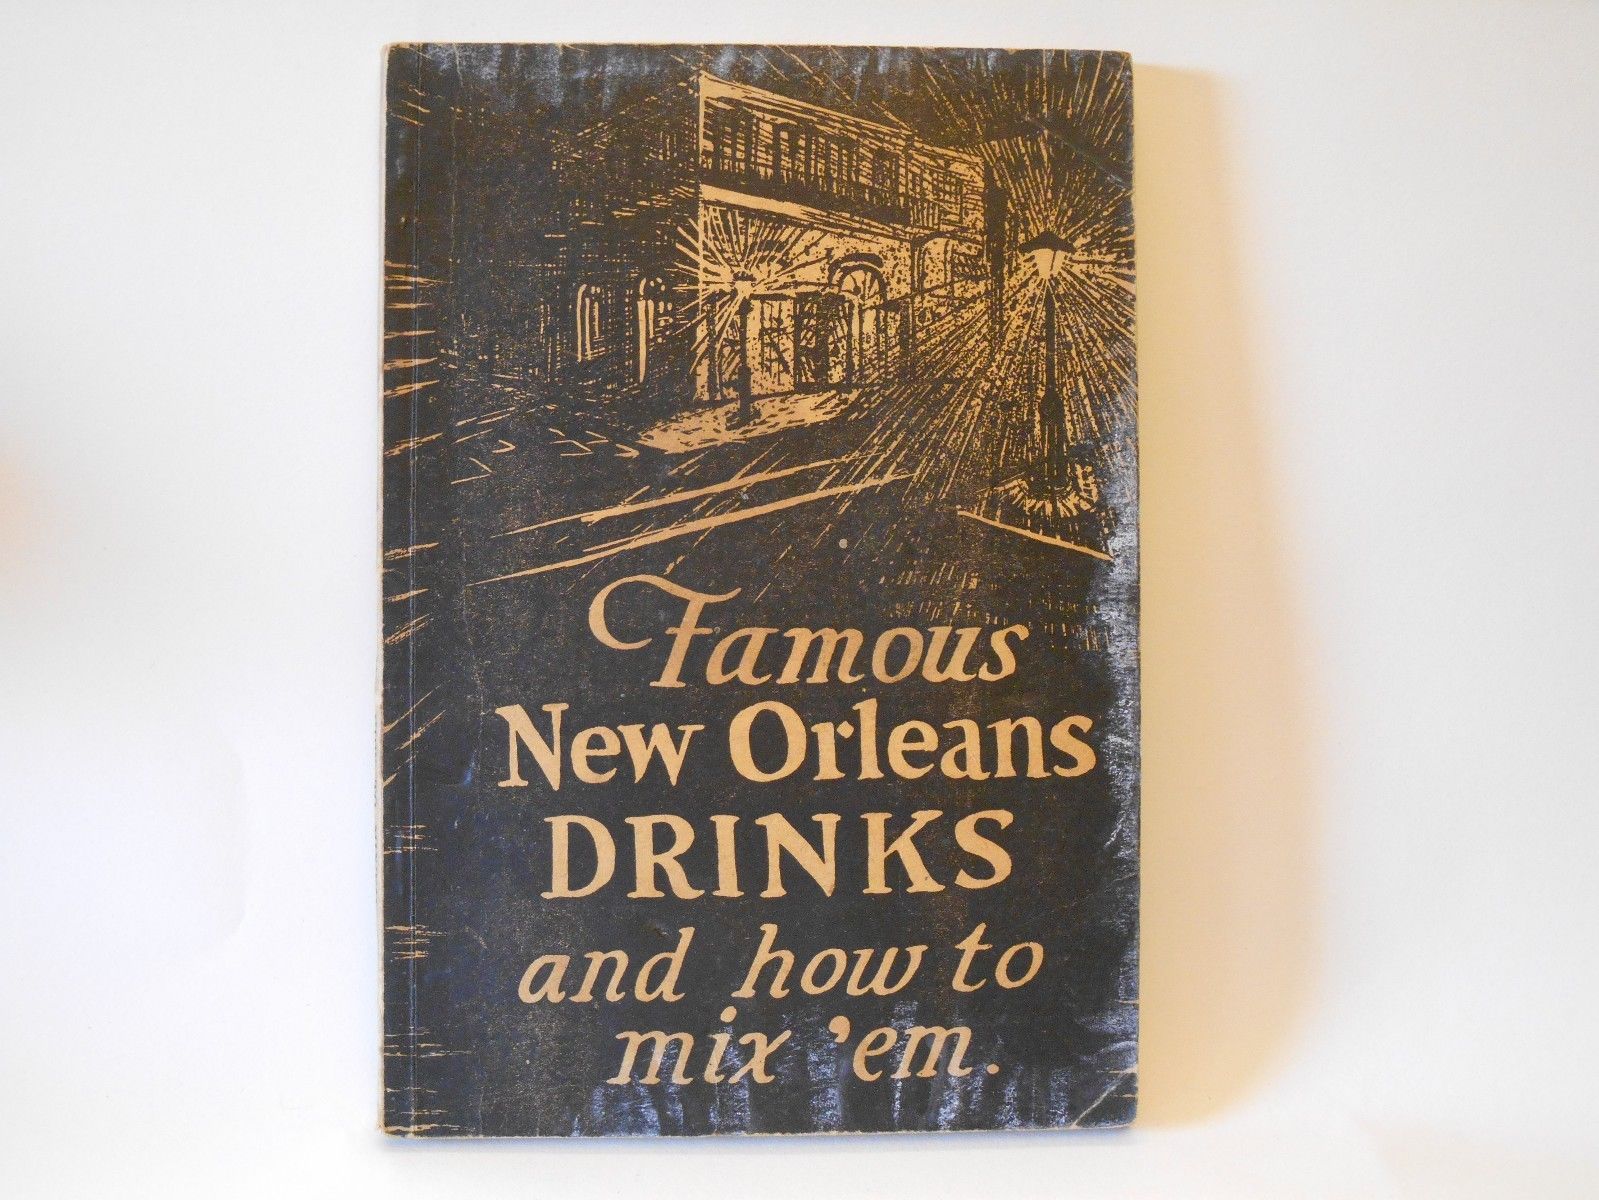 Famous
New Orleans
DRINKS
and how to
mix 'em.